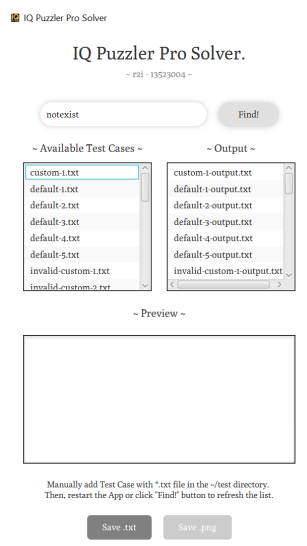 IQ Puzzler Pro Solver
IQ Puzzler Pro Solver.
~ rzi - 13523004 ~
notexist
Find!
~ Available Test Cases ~
custom-1.txt
default-1.txt
default-2.txt
default-3.txt
default-4.txt
default-5.txt
invalid-custom-1.txt
invalid-custom-2.txt
~ Output ~
custom-1-output.txt
default-1-output.txt
default-2-output.txt
default-3-output.txt
default-4-output.txt
default-5-output.txt
invalid-custom-1-output.txt
~ Preview ~
Manually add Test Case with *.txt file in the ~/test directory.
Then, restart the App or click "Find!" button to refresh the list.
Save .txt
Save .png